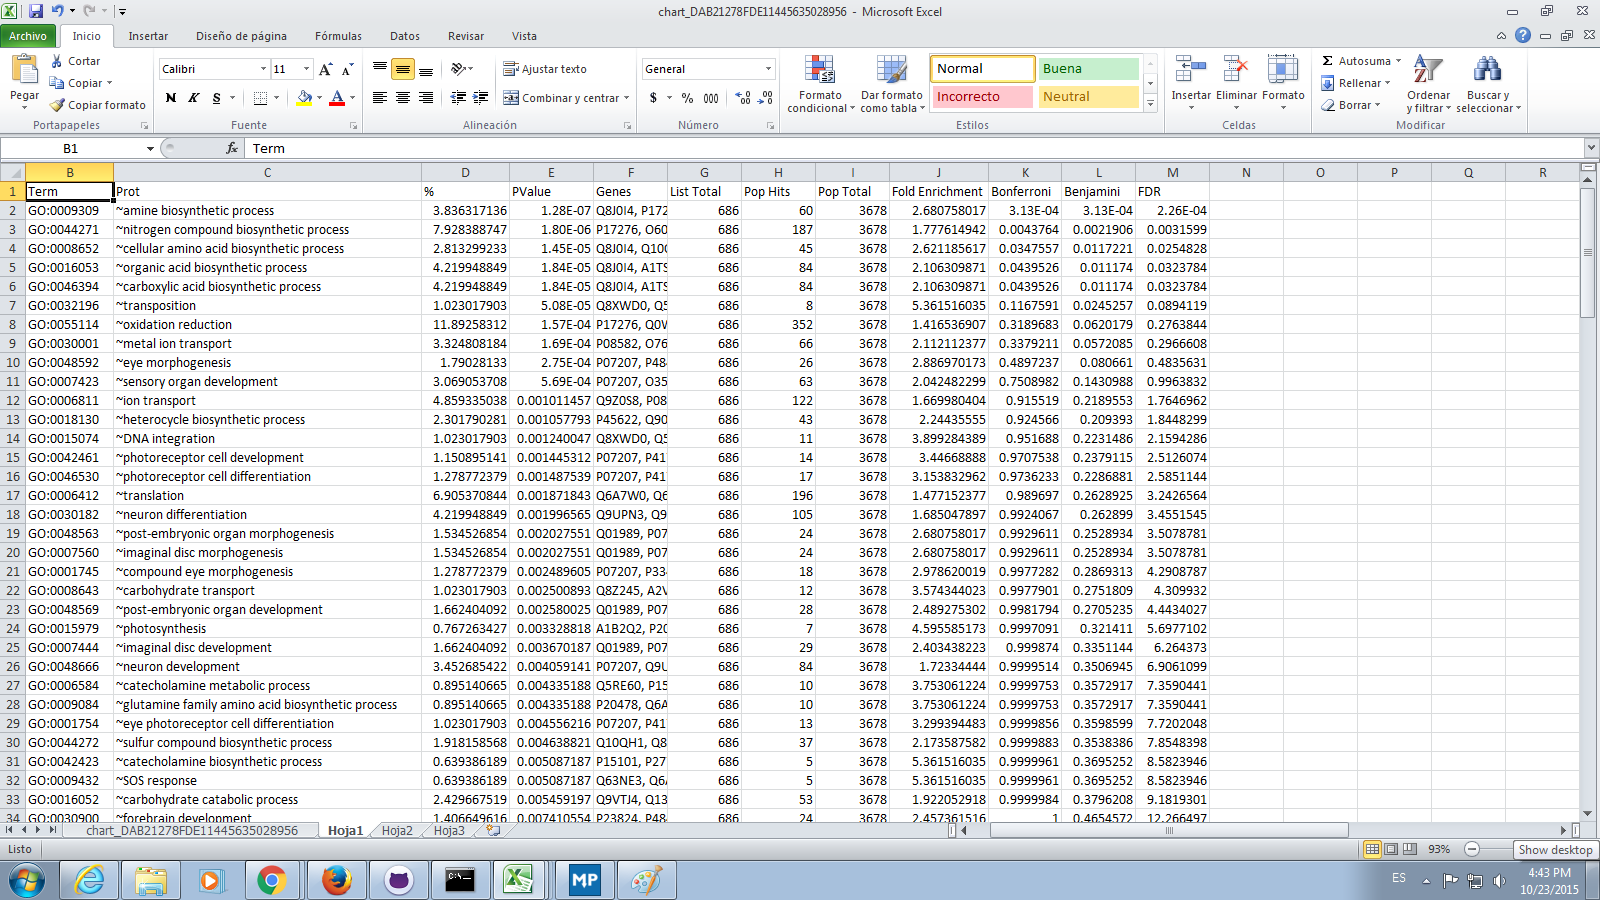 chart_DAB21278FDE11445635028956 - Microsoft Excel
Archivo Inicio Insertar Diseño de página Fórmulas Datos Revisar Vista
Pegar Cortar Copiar Copiar formato Portapapeles
Calibri 11 N K S Fuente
Ajustar texto Combinar y centrar Alineación
General $ % 000 Número
Formato condicional Dar formato como tabla Normal Buena Incorrecto Neutral Estilos
Insertar Eliminar Formato Celdas
Autosuma Rellenar Borrar Ordenar y filtrar Buscar y seleccionar Modificar
B1 fx Term
B C D E F G H I J K L M N O P Q R
1 Term Prot % PValue Genes List Total Pop Hits Pop Total Fold Enrichment Bonferroni Benjamini FDR
2 GO:0009309 ~amine biosynthetic process 3.836317136 1.28E-07 Q8J0I4, P172 686 60 3678 2.680758017 3.13E-04 3.13E-04 2.26E-04
3 GO:0044271 ~nitrogen compound biosynthetic process 7.928388747 1.80E-06 P17276, O60 686 187 3678 1.777614942 0.0043764 0.0021906 0.0031599
4 GO:0008652 ~cellular amino acid biosynthetic process 2.813299233 1.45E-05 Q8J0I4, Q10 686 45 3678 2.621185617 0.0347557 0.0117221 0.0254828
5 GO:0016053 ~organic acid biosynthetic process 4.219948849 1.84E-05 Q8J0I4, A1TS 686 84 3678 2.106309871 0.0439526 0.011174 0.0323784
6 GO:0046394 ~carboxylic acid biosynthetic process 4.219948849 1.84E-05 Q8J0I4, A1TS 686 84 3678 2.106309871 0.0439526 0.011174 0.0323784
7 GO:0032196 ~transposition 1.023017903 5.08E-05 Q8XWD0, Q5 686 8 3678 5.361516035 0.1167591 0.0245257 0.0894119
8 GO:0055114 ~oxidation reduction 11.89258312 1.57E-04 P17276, Q0V 686 352 3678 1.416536907 0.3189683 0.0620179 0.2763844
9 GO:0030001 ~metal ion transport 3.324808184 1.69E-04 P08582, O76 686 66 3678 2.112112377 0.3379211 0.0572085 0.2966608
10 GO:0048592 ~eye morphogenesis 1.79028133 2.75E-04 P07207, P48 686 26 3678 2.886970173 0.4897237 0.080661 0.4835631
11 GO:0007423 ~sensory organ development 3.069053708 5.69E-04 P07207, O35 686 63 3678 2.042482299 0.7508982 0.1430988 0.9963832
12 GO:0006811 ~ion transport 4.859335038 0.001011457 Q9Z0S8, P08 686 122 3678 1.669980404 0.915519 0.2189553 1.7646962
13 GO:0018130 ~heterocycle biosynthetic process 2.301790281 0.001057793 P45622, Q90 686 43 3678 2.24435555 0.924566 0.209393 1.8448299
14 GO:0015074 ~DNA integration 1.023017903 0.001240047 Q8XWD0, Q5 686 11 3678 3.899284389 0.951688 0.2231486 2.1594286
15 GO:0042461 ~photoreceptor cell development 1.150895141 0.001445312 P07207, P41 686 14 3678 3.44668888 0.9707538 0.2379115 2.5126074
16 GO:0046530 ~photoreceptor cell differentiation 1.278772379 0.001487539 P07207, P41 686 17 3678 3.153832962 0.9736233 0.2286881 2.5851144
17 GO:0006412 ~translation 6.905370844 0.001871843 Q6A7W0, Q6 686 196 3678 1.477152377 0.989697 0.2628925 3.2426564
18 GO:0030182 ~neuron differentiation 4.219948849 0.001996565 Q9UPN3, Q9 686 105 3678 1.685047897 0.9924067 0.262899 3.4551545
19 GO:0048563 ~post-embryonic organ morphogenesis 1.534526854 0.002027551 Q01989, P07 686 24 3678 2.680758017 0.9929611 0.2528934 3.5078781
20 GO:0007560 ~imaginal disc morphogenesis 1.534526854 0.002027551 Q01989, P07 686 24 3678 2.680758017 0.9929611 0.2528934 3.5078781
21 GO:0001745 ~compound eye morphogenesis 1.278772379 0.002489605 P07207, P33 686 18 3678 2.978620019 0.9977282 0.2869313 4.2908787
22 GO:0008643 ~carbohydrate transport 1.023017903 0.002500893 Q8Z245, A2V 686 12 3678 3.574344023 0.9977901 0.2751809 4.309932
23 GO:0048569 ~post-embryonic organ development 1.662404092 0.002580025 Q01989, P07 686 28 3678 2.489275302 0.9981794 0.2705235 4.4434027
24 GO:0015979 ~photosynthesis 0.767263427 0.003328818 A1B2Q2, P20 686 7 3678 4.595585173 0.9997091 0.321411 5.6977102
25 GO:0007444 ~imaginal disc development 1.662404092 0.003670187 Q01989, P07 686 29 3678 2.403438223 0.999874 0.3351144 6.264373
26 GO:0048666 ~neuron development 3.452685422 0.004059141 P07207, Q9U 686 84 3678 1.72334444 0.9999514 0.3506945 6.9061099
27 GO:0006584 ~catecholamine metabolic process 0.895140665 0.004335188 Q5RE60, P15 686 10 3678 3.753061224 0.9999753 0.3572917 7.3590441
28 GO:0009084 ~glutamine family amino acid biosynthetic process 0.895140665 0.004335188 P20478, Q6A 686 10 3678 3.753061224 0.9999753 0.3572917 7.3590441
29 GO:0001754 ~eye photoreceptor cell differentiation 1.023017903 0.004556216 P07207, P41 686 13 3678 3.299394483 0.9999856 0.3598599 7.7202048
30 GO:0044272 ~sulfur compound biosynthetic process 1.918158568 0.004638821 Q10QH1, Q8 686 37 3678 2.173587582 0.9999883 0.3538386 7.8548398
31 GO:0042423 ~catecholamine biosynthetic process 0.639386189 0.005087187 P15101, P27 686 5 3678 5.361516035 0.9999961 0.3695252 8.5823946
32 GO:0009432 ~SOS response 0.639386189 0.005087187 Q63NE3, Q6 686 5 3678 5.361516035 0.9999961 0.3695252 8.5823946
33 GO:0016052 ~carbohydrate catabolic process 2.429667519 0.005459197 Q9VTJ4, Q13 686 53 3678 1.922052918 0.9999984 0.3796208 9.1819301
34 GO:0030900 ~forebrain development 1.406649616 0.007410554 P23824, P48 686 24 3678 2.457361516 1 0.4654572 12.266497
chart_DAB21278FDE11445635028956 Hoja1 Hoja2 Hoja3
Listo 93% Show desktop
MP ES 4:43 PM
10/23/2015